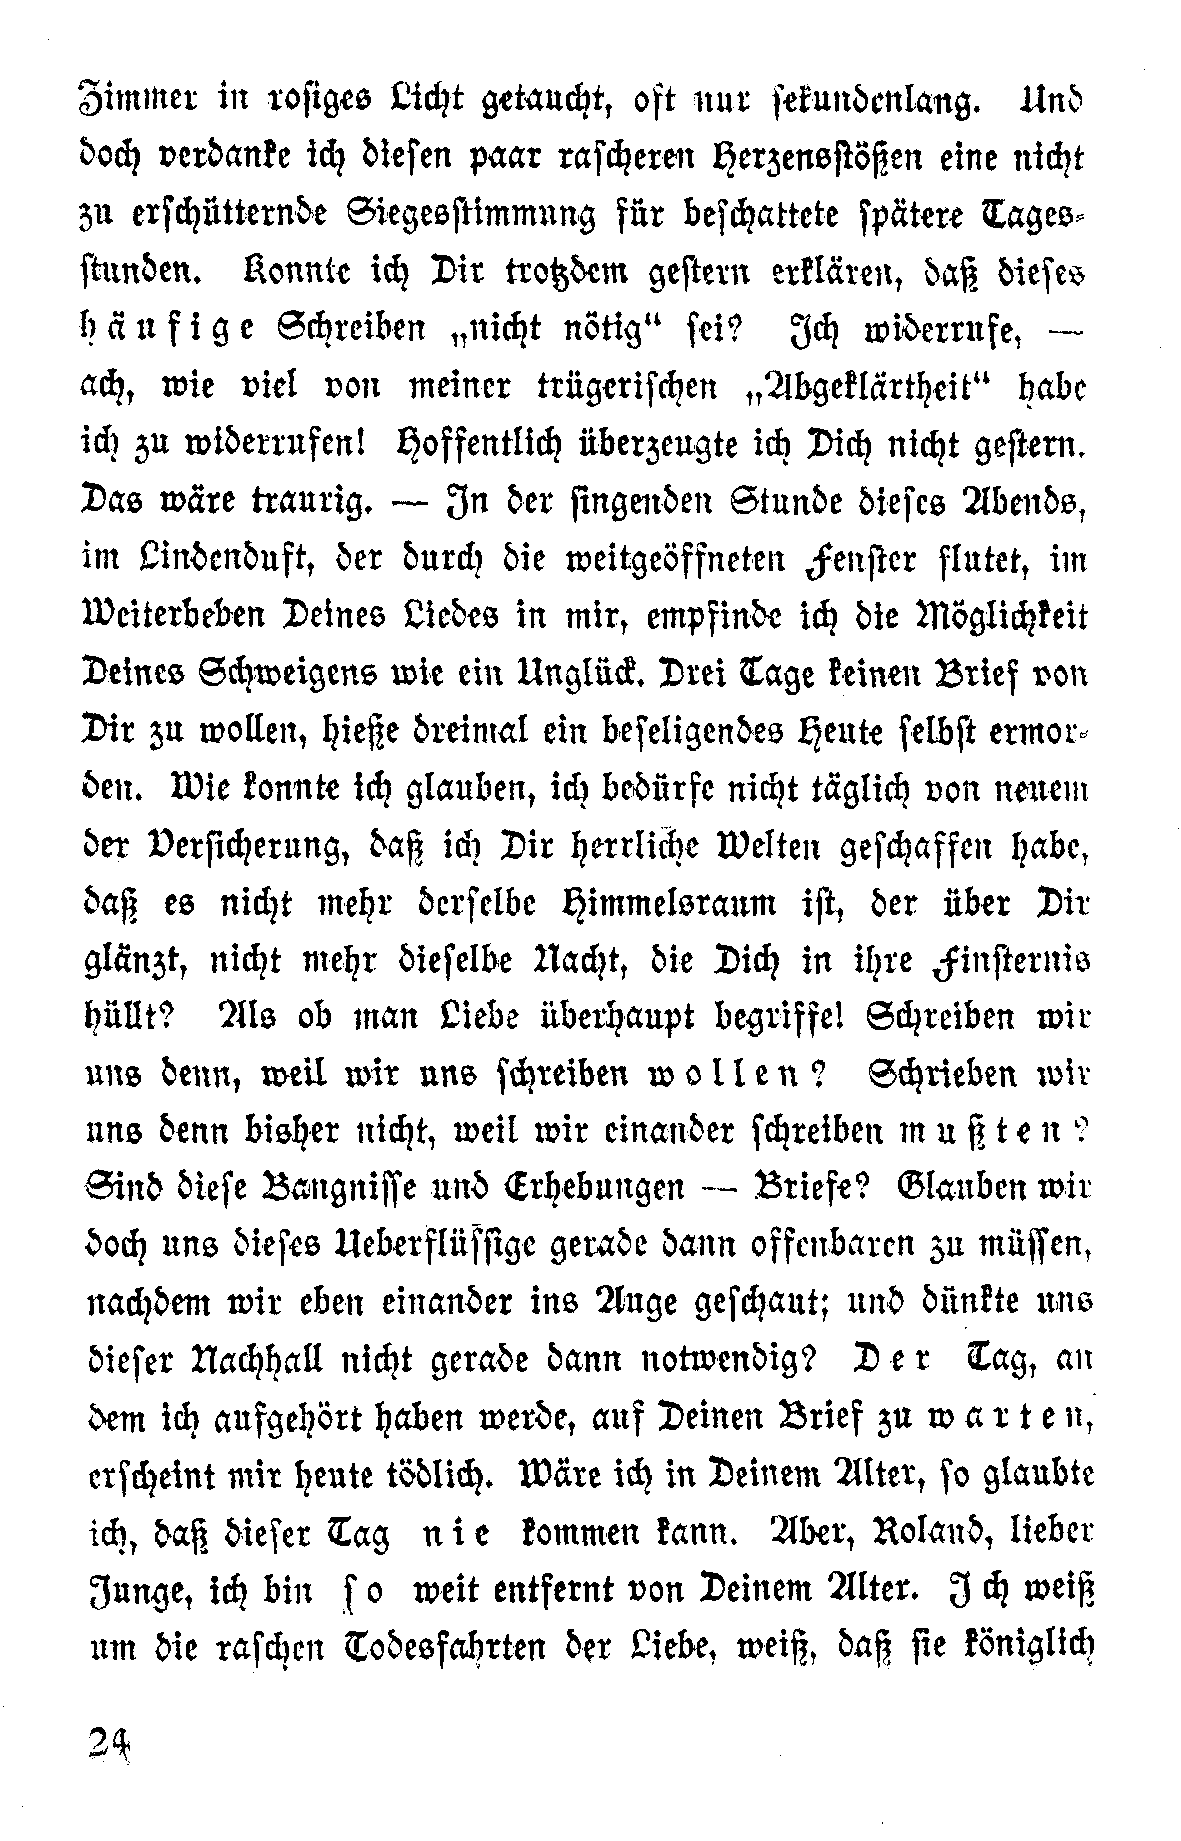 Zimmer in rosiges Licht getaucht, oft nur sekundenlang. Und
doch verdanke ich diesen paar rascheren Herzensstößen eine nicht
zu erschütternde Siegesstimmung für beschattete spätere Tages-
stunden. Konnte ich Dir trotzdem gestern erklären, daß dieses
häufige Schreiben „nicht nötig“ sei? Ich widerrufe, —
ach, wie viel von meiner trügerischen „Abgeklärtheit“ habe
ich zu widerrufen! Hoffentlich überzeugte ich Dich nicht gestern.
Das wäre traurig. — In der singenden Stunde dieses Abends,
im Lindenduft, der durch die weitgeöffneten Fenster flutet, im
Weiterbeben Deines Liedes in mir, empfinde ich die Möglichkeit
Deines Schweigens wie ein Unglück. Drei Tage keinen Brief von
Dir zu wollen, hieße dreimal ein beseligendes Heute selbst ermor-
den. Wie konnte ich glauben, ich bedürfe nicht täglich von neuem
der Versicherung, daß ich Dir herrliche Welten geschaffen habe,
daß es nicht mehr derselbe Himmelsraum ist, der über Dir
glänzt, nicht mehr dieselbe Nacht, die Dich in ihre Finsternis
hüllt? Als ob man Liebe überhaupt begriffe! Schreiben wir
uns denn, weil wir uns schreiben wollen? Schrieben wir
uns denn bisher nicht, weil wir einander schreiben mußten?
Sind diese Bangnisse und Erhebungen — Briefe? Glauben wir
doch uns dieses Ueberflüssige gerade dann offenbaren zu müssen,
nachdem wir eben einander ins Auge geschaut; und dünkte uns
dieser Nachhall nicht gerade dann notwendig? Der Tag, an
dem ich aufgehört haben werde, auf Deinen Brief zu warten,
erscheint mir heute tödlich. Wäre ich in Deinem Alter, so glaubte
ich, daß dieser Tag nie kommen kann. Aber, Roland, lieber
Junge, ich bin so weit entfernt von Deinem Alter. Ich weiß
um die raschen Todesfahrten der Liebe, weiß, daß sie königlich
24